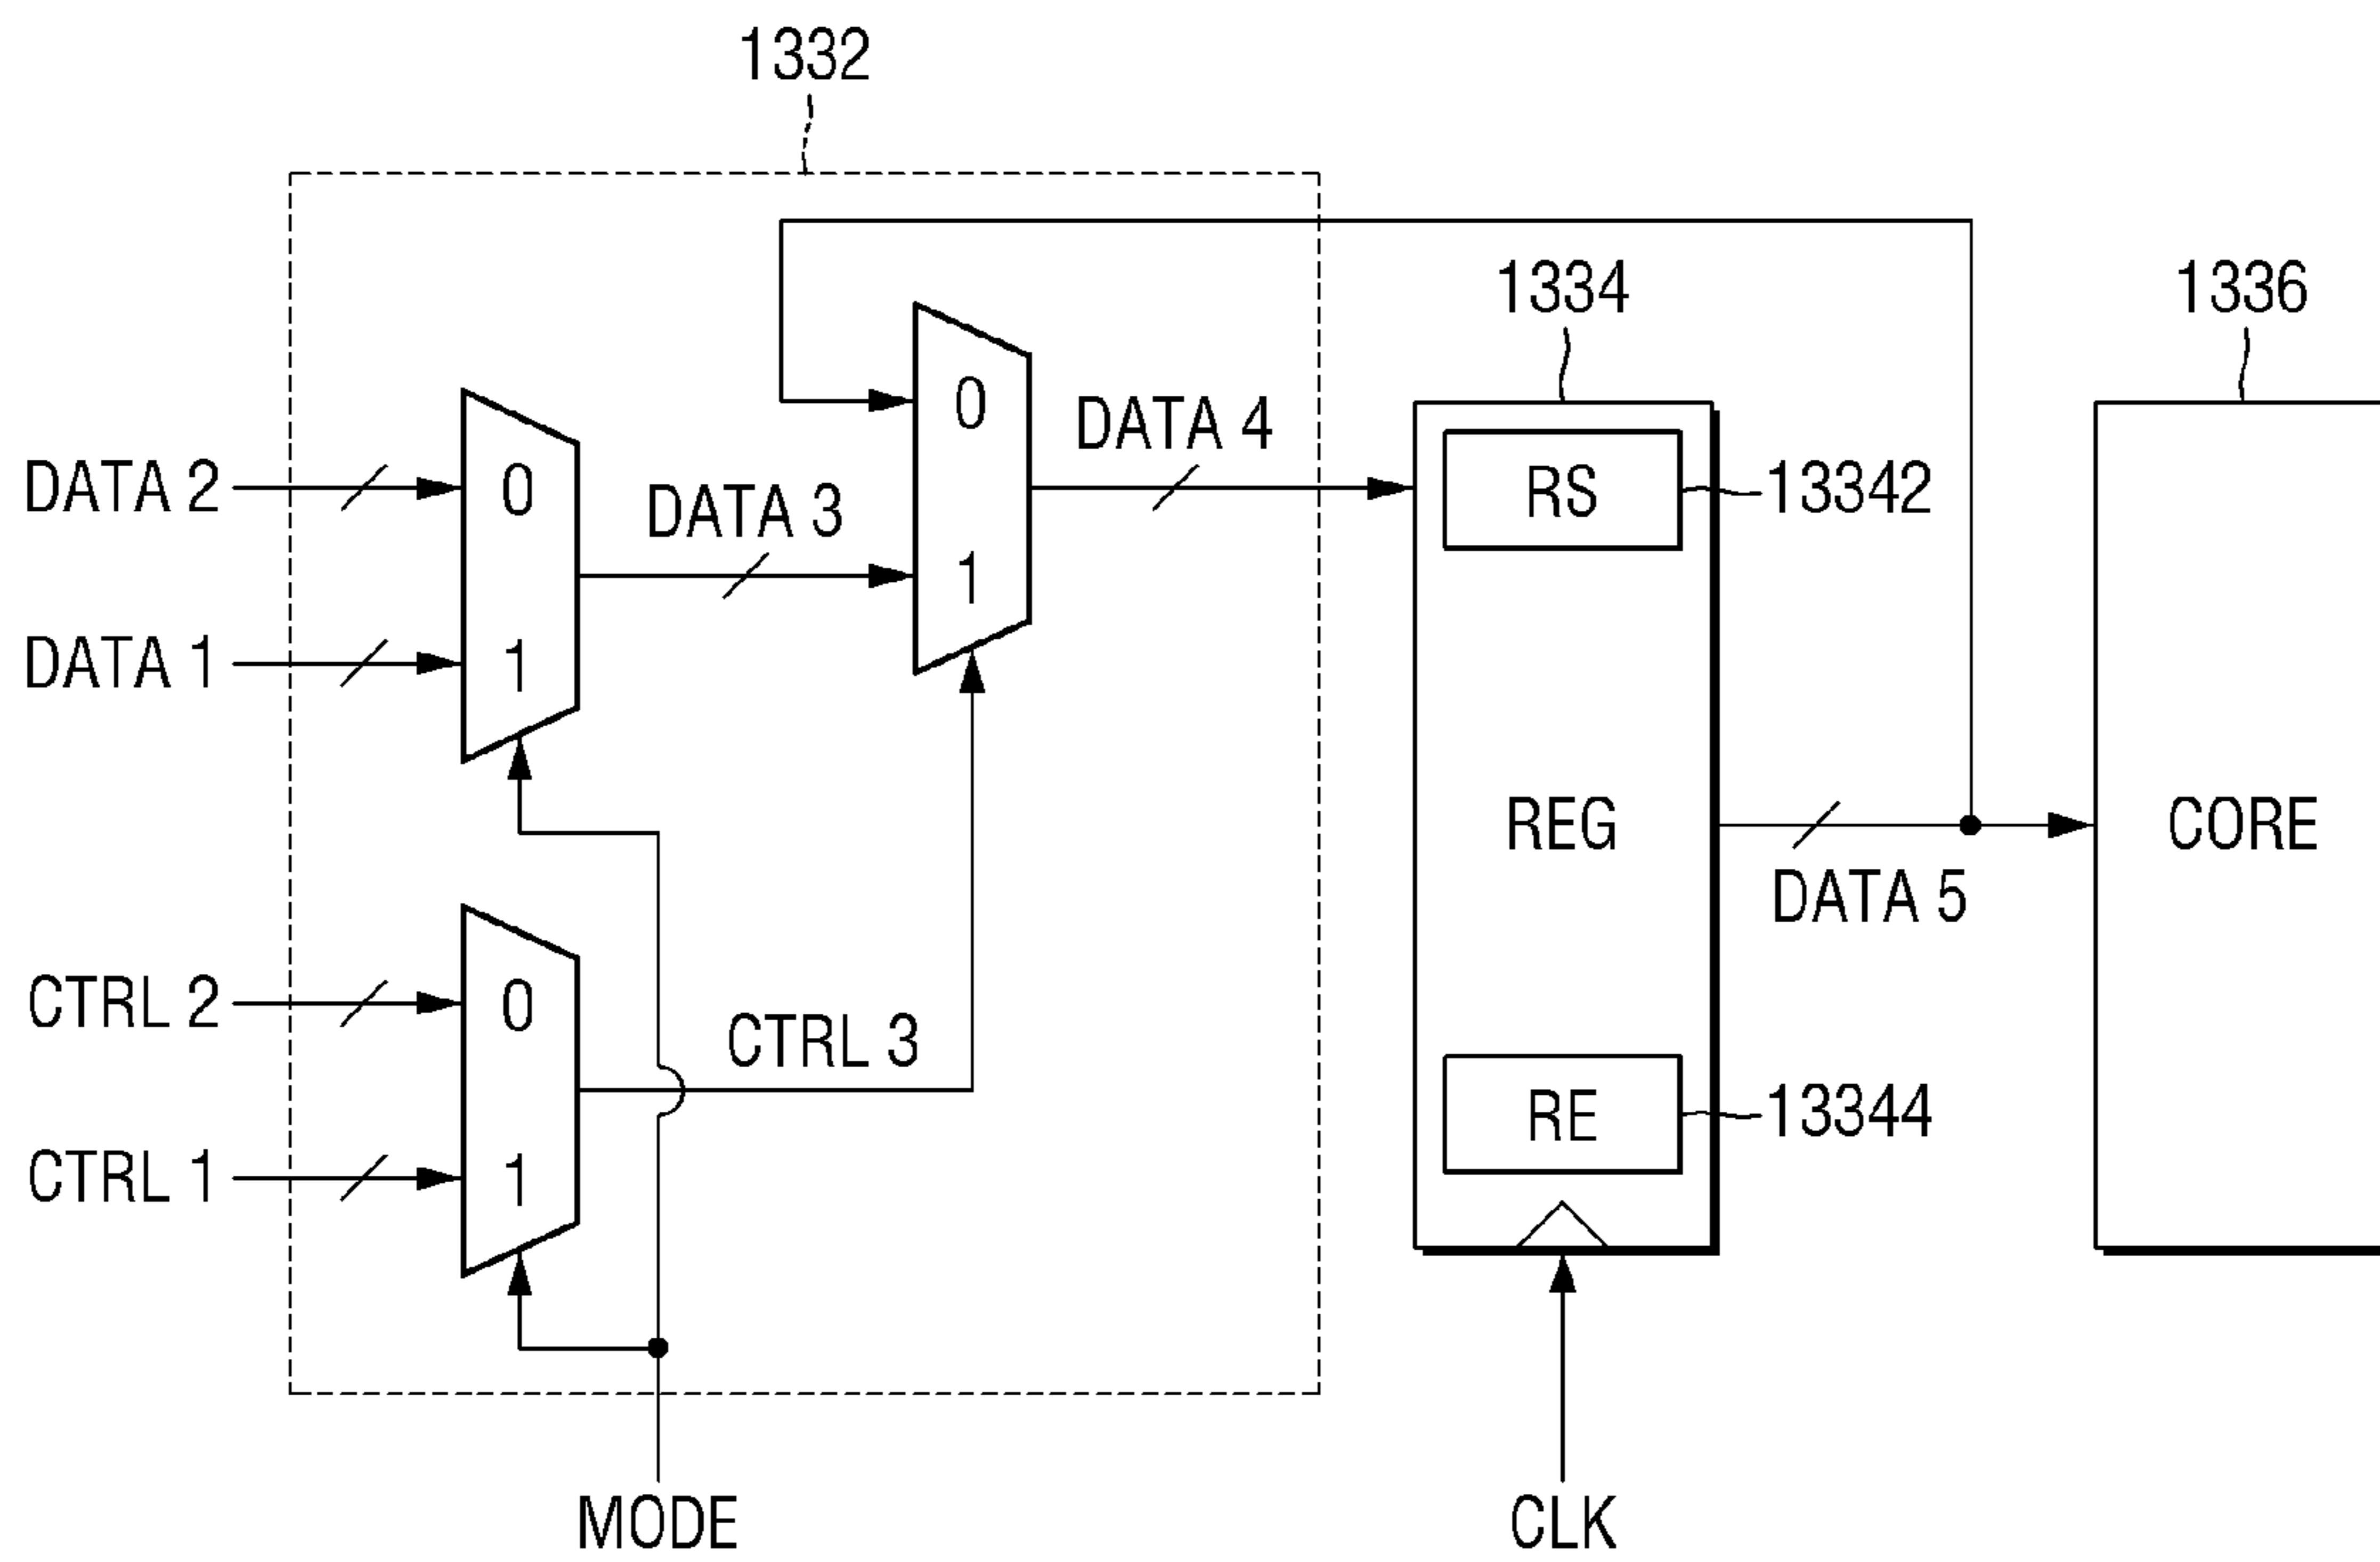 1332
1334
1336
0
DATA 4
DATA 2
0
DATA 3
RS
13342
1
DATA 1
1
REG
CORE
DATA 5
CTRL 2
0
CTRL 3
RE
13344
CTRL 1
1
MODE
CLK